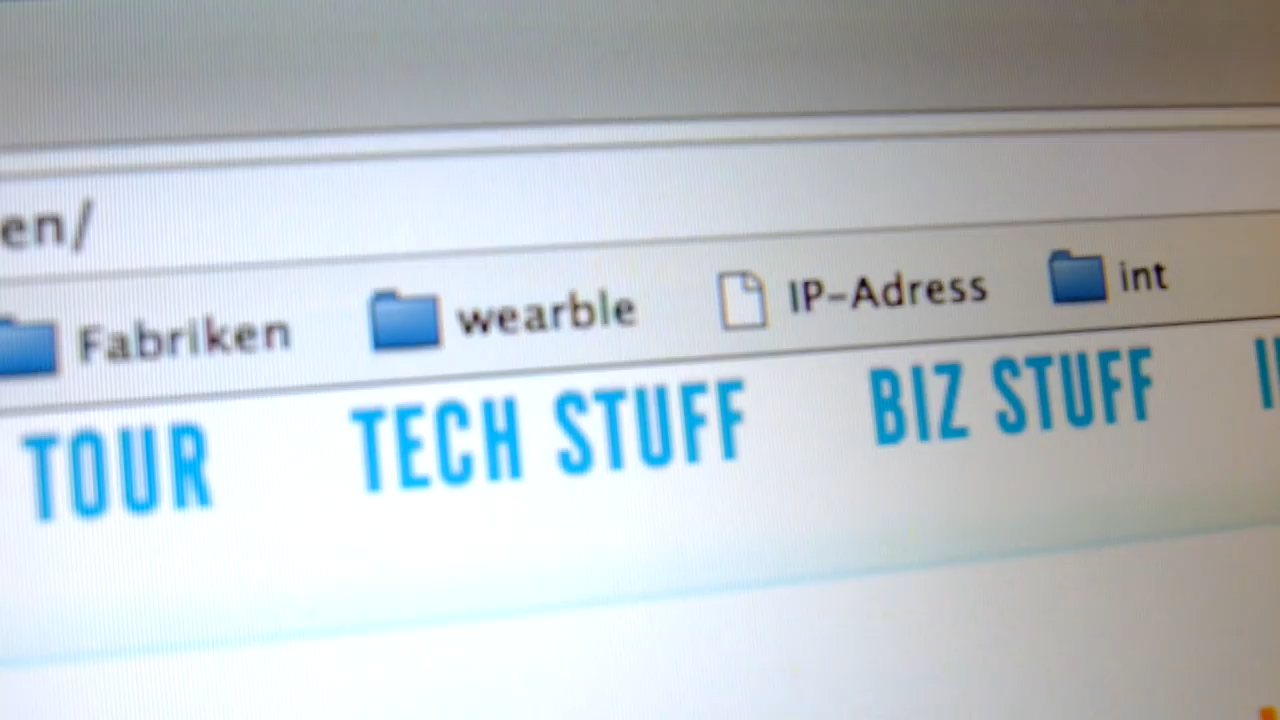 en/
Fabriken wearble IP-Adress int
TOUR TECH STUFF BIZ STUFF